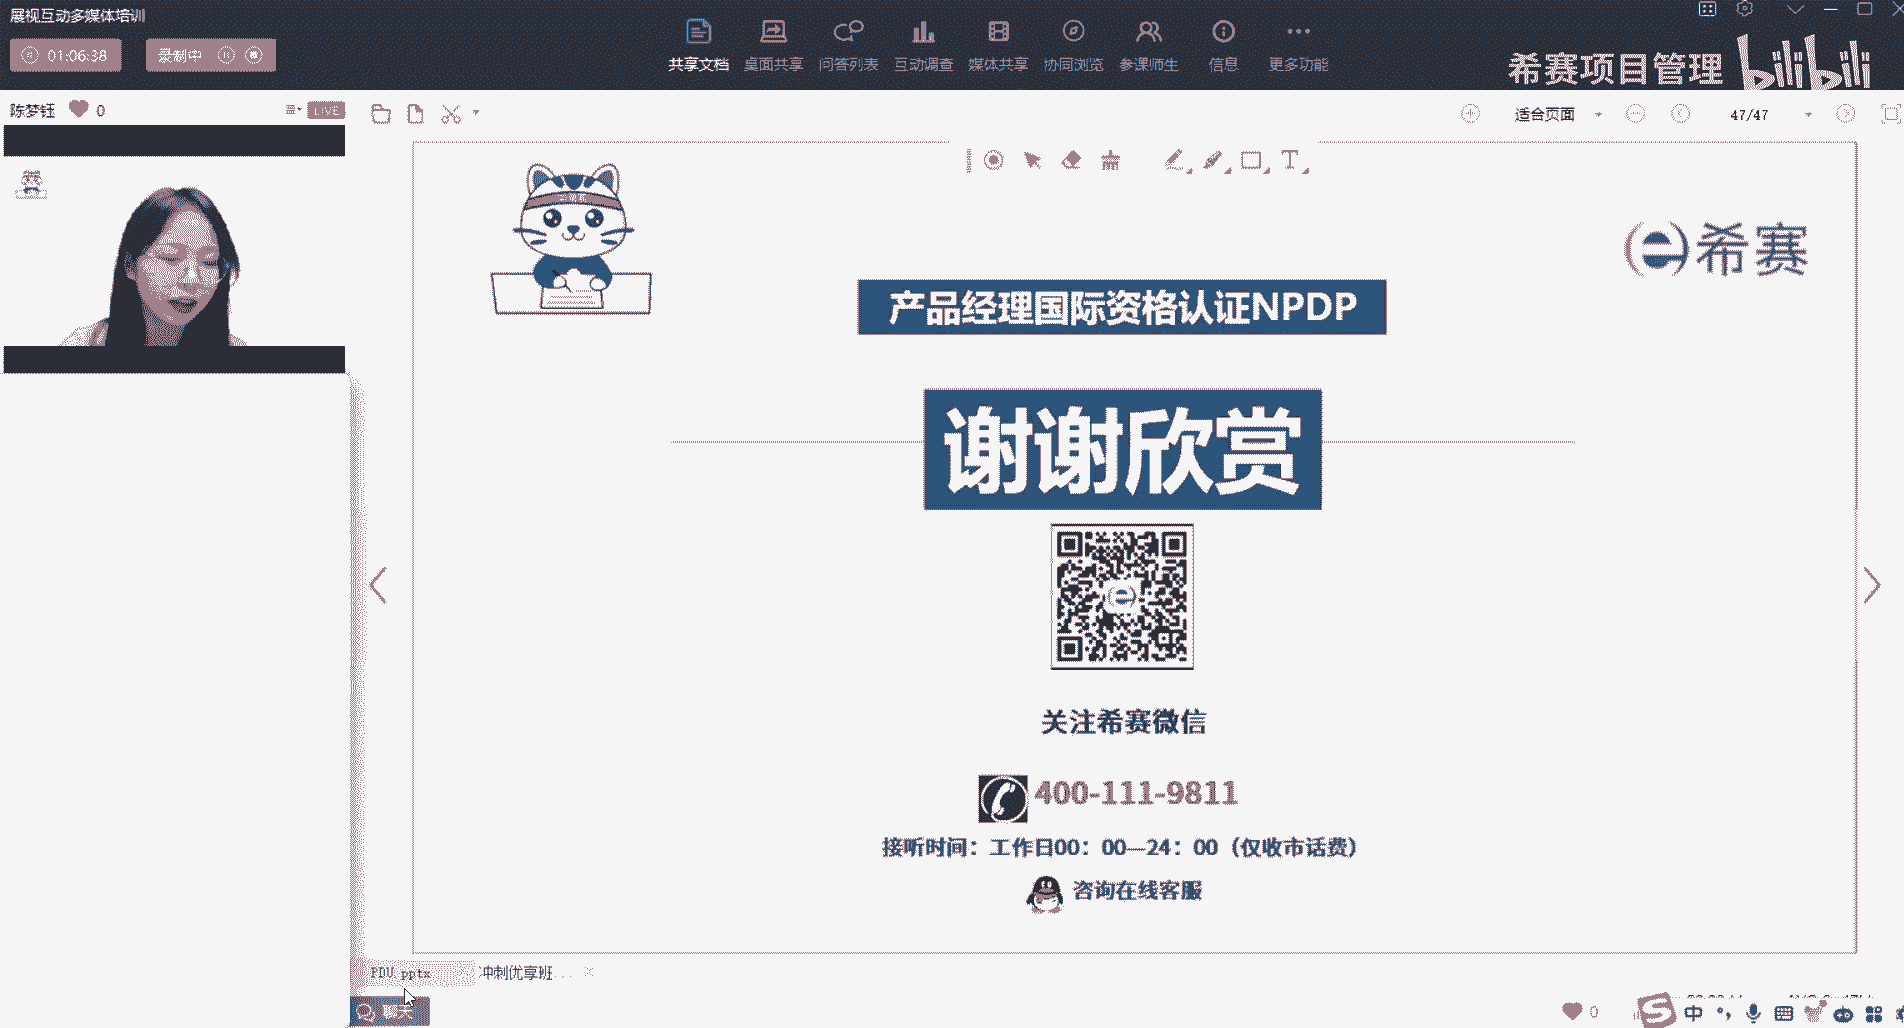 展视互动多媒体培训
01:06:38
录制中
共享文档 桌面共享 问答列表 互动调查 媒体共享 协同浏览 参课师生 信息 更多功能
希赛项目管理 bilibili
陈梦钰 0
LIVE
适合页面
47/47
希赛
产品经理国际资格认证NPDP
谢谢欣赏
关注希赛微信
400-111-9811
接听时间：工作日00：00—24：00（仅收市话费）
咨询在线客服
PDU.pptx
冲刺优享班...
聊天
0
中